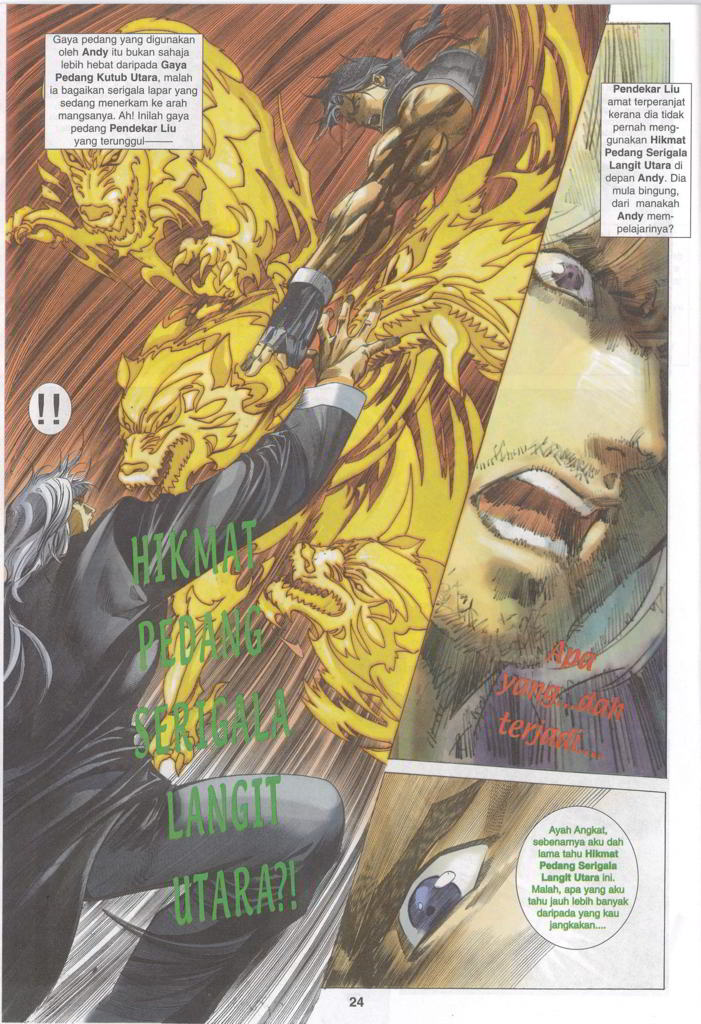 Gaya pedang yang digunakan
oleh Andy itu bukan sahaja
lebih hebat daripada Gaya
Pedang Kutub Utara, malah
ia bagaikan serigala lapar yang
sedang menerkam ke arah
mangsanya. Ah! Inilah gaya
pedang Pendekar Liu
yang terunggul——
Pendekar Liu
amat terperanjat
kerana dia tidak
pernah meng-
gunakan Hikmat
Pedang Serigala
Langit Utara di
depan Andy. Dia
mula bingung,
dari manakah
Andy mem-
pelajarinya?
!!
HIKMAT
PEDANG
SERIGALA
LANGIT
UTARA?!
Apa
yang...dah
terjadi....
Ayah Angkat,
sebenarnya aku dah
lama tahu Hikmat
Pedang Serigala
Langit Utara ini.
Malah, apa yang aku
tahu jauh lebih banyak
daripada yang kau
jangkakan....
24